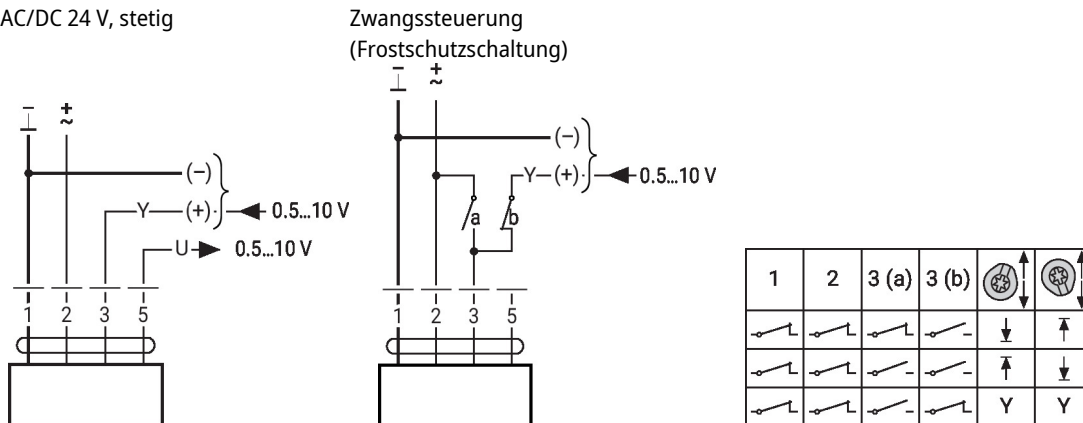 AC/DC 24 V, stetig
− +
⊥ ~
(−)
Y (+) 0.5...10 V
U 0.5...10 V
1 2 3 5
Zwangssteuerung
(Frostschutzschaltung)
− +
⊥ ~
(−)
Y (+) 0.5...10 V
a b
1 2 3 5
1 2 3 (a) 3 (b)
Y Y